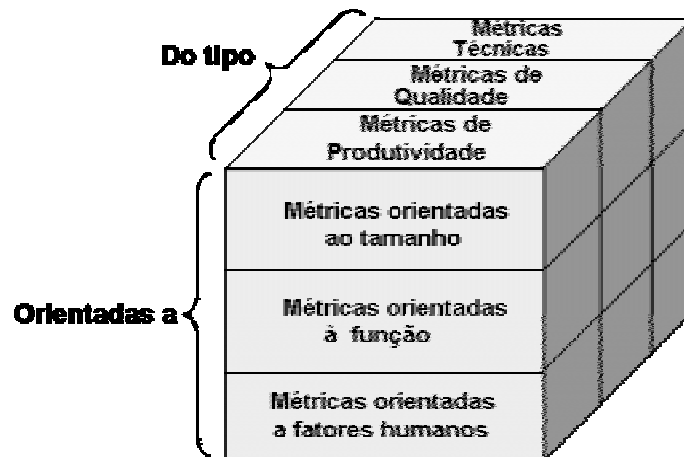 Métricas
Técnicas
Do tipo
Métricas de
Qualidade
Métricas de
Produtividade
Métricas orientadas
ao tamanho
Orientadas a
Métricas orientadas
à função
Métricas orientadas
a fatores humanos